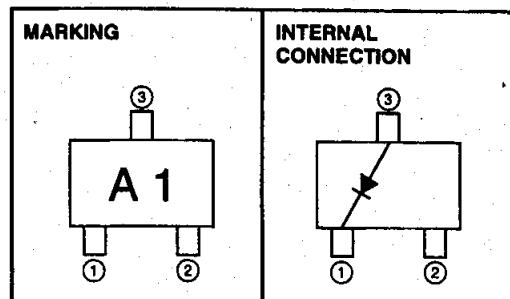 MARKING
③
A 1
① ②
INTERNAL
CONNECTION
③
① ②